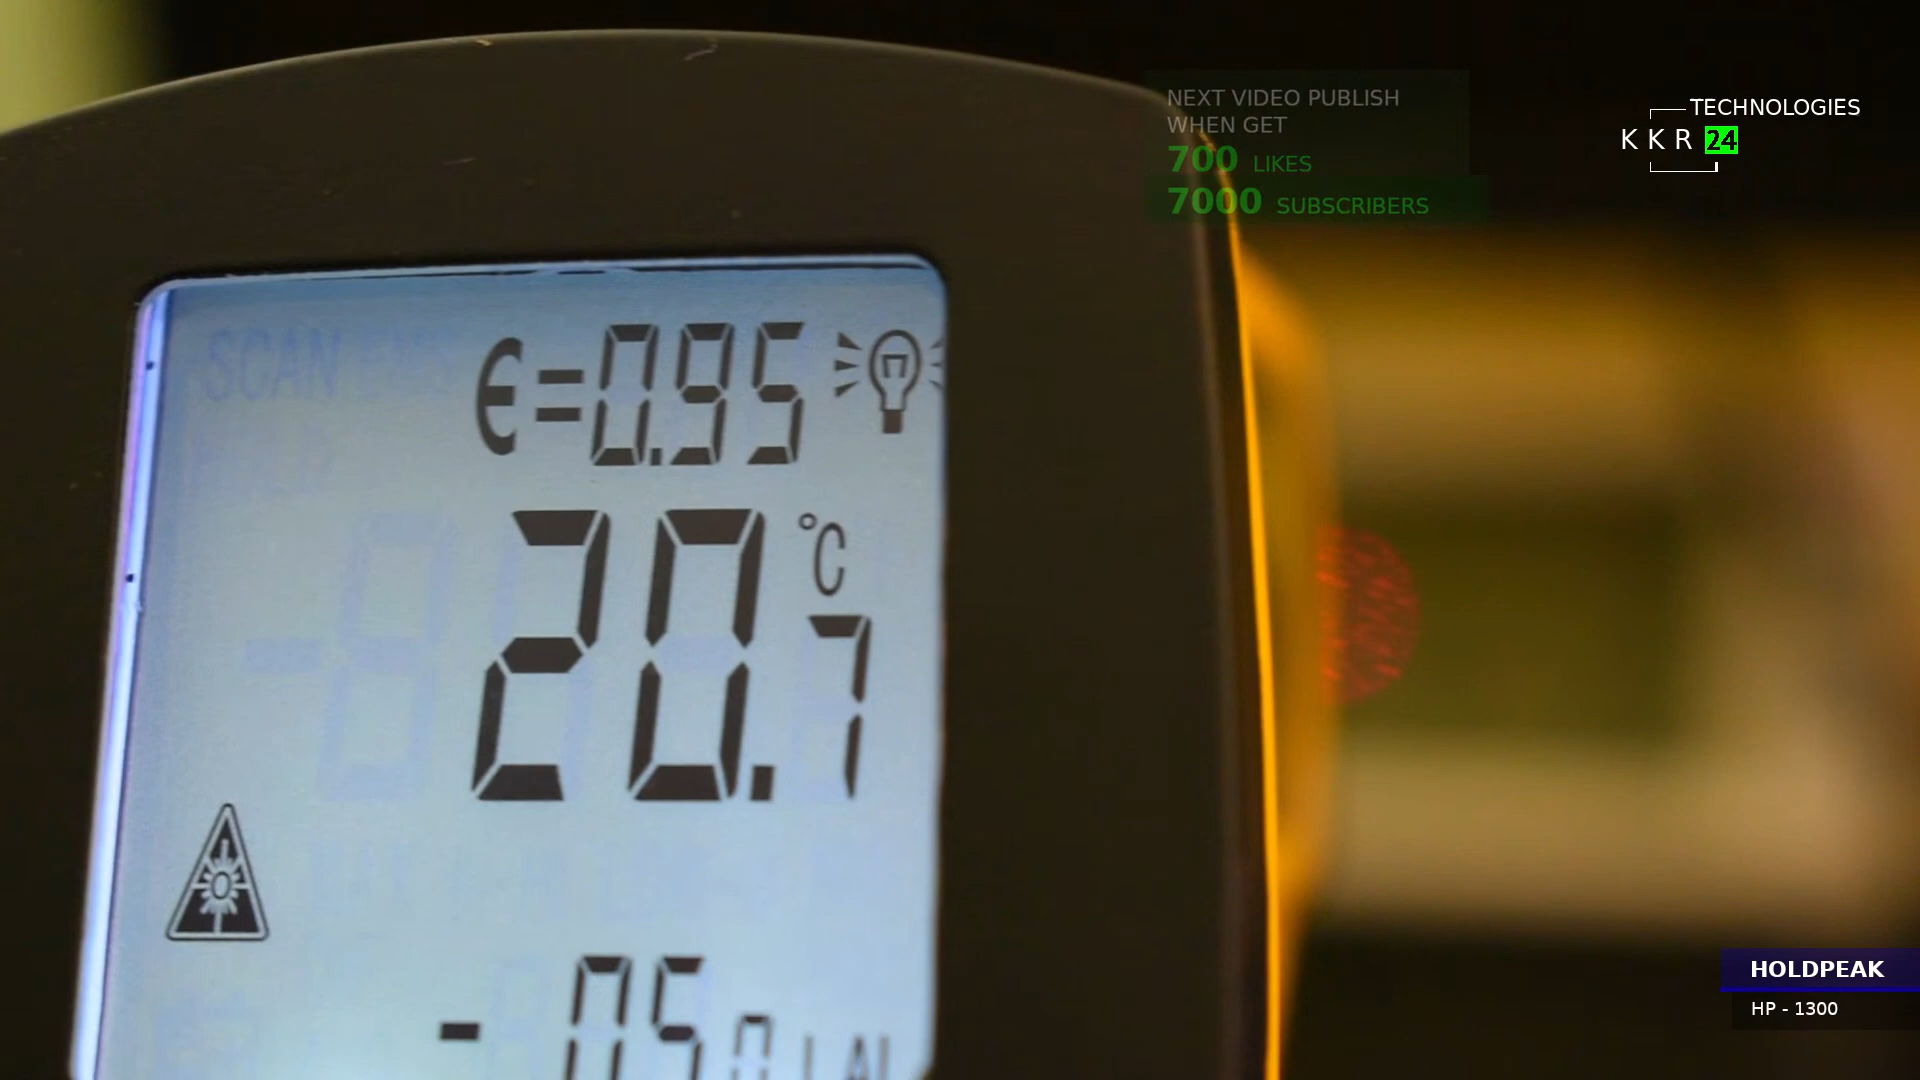 NEXT VIDEO PUBLISH
WHEN GET
700 LIKES
7000 SUBSCRIBERS
TECHNOLOGIES
KKR 24
SCAN
ϵ=0.95
20.7 °C
HOLDPEAK
HP - 1300